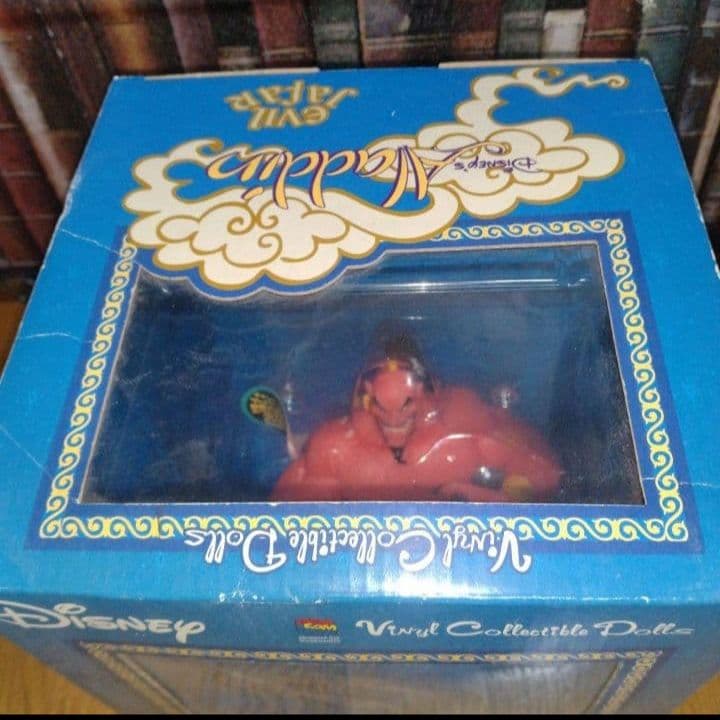 evil
Jafar
Disney's
Aladdin
Vinyl Collectible Dolls
Disney
Vinyl Collectible Dolls